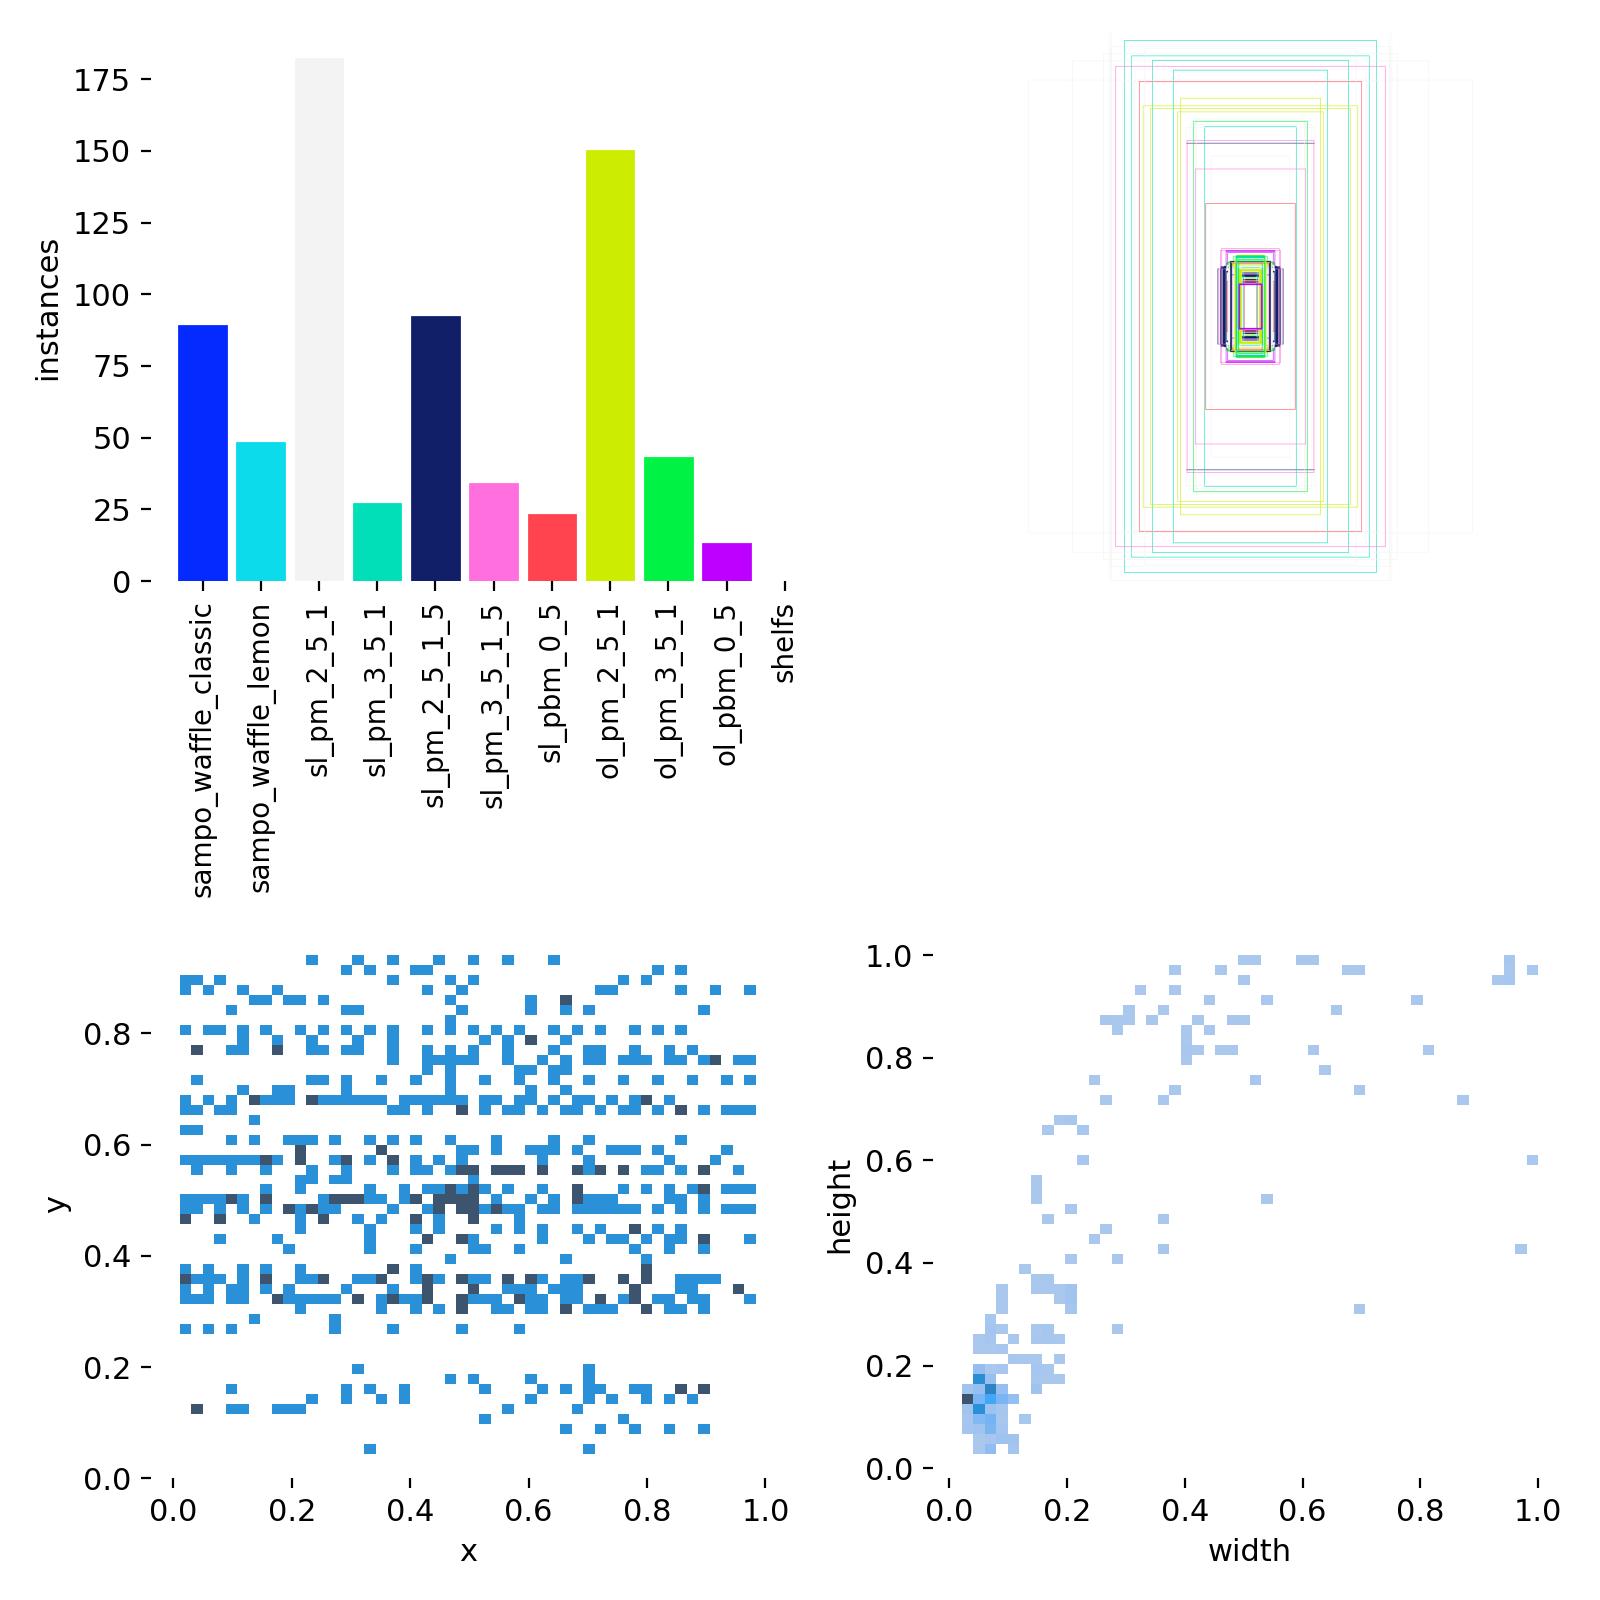 175
150
125
100
75
50
25
0
instances
sampo_waffle_classic
sampo_waffle_lemon
sl_pm_2_5_1
sl_pm_3_5_1
sl_pm_2_5_1_5
sl_pm_3_5_1_5
sl_pbm_0_5
ol_pm_2_5_1
ol_pm_3_5_1
ol_pbm_0_5
shelfs
0.8
0.6
0.4
0.2
0.0
y
0.0 0.2 0.4 0.6 0.8 1.0
x
1.0
0.8
0.6
0.4
0.2
0.0
height
0.0 0.2 0.4 0.6 0.8 1.0
width